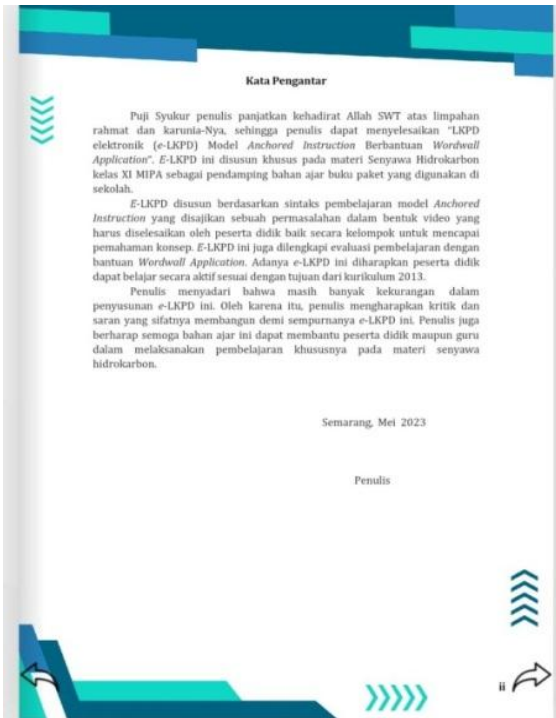 Kata Pengantar
Puji Syukur penulis panjatkan kehadirat Allah SWT atas limpahan
rahmat dan karunia-Nya, sehingga penulis dapat menyelesaikan "LKPD
elektronik (e-LKPD) Model Anchored Instruction Berbantuan Wordwall
Application". E-LKPD ini disusun khusus pada materi Senyawa Hidrokarbon
kelas XI MIPA sebagai pendamping bahan ajar buku paket yang digunakan di
sekolah.
E-LKPD disusun berdasarkan sintaks pembelajaran model Anchored
Instruction yang disajikan sebuah permasalahan dalam bentuk video yang
harus diselesaikan oleh peserta didik baik secara kelompok untuk mencapai
pemahaman konsep. E-LKPD ini juga dilengkapi evaluasi pembelajaran dengan
bantuan Wordwall Application. Adanya e-LKPD ini diharapkan peserta didik
dapat belajar secara aktif sesuai dengan tujuan dari kurikulum 2013.
Penulis menyadari bahwa masih banyak kekurangan dalam
penyusunan e-LKPD ini. Oleh karena itu, penulis mengharapkan kritik dan
saran yang sifatnya membangun demi sempurnanya e-LKPD ini. Penulis juga
berharap semoga bahan ajar ini dapat membantu peserta didik maupun guru
dalam melaksanakan pembelajaran khususnya pada materi senyawa
hidrokarbon.
Semarang, Mei 2023
Penulis
ii